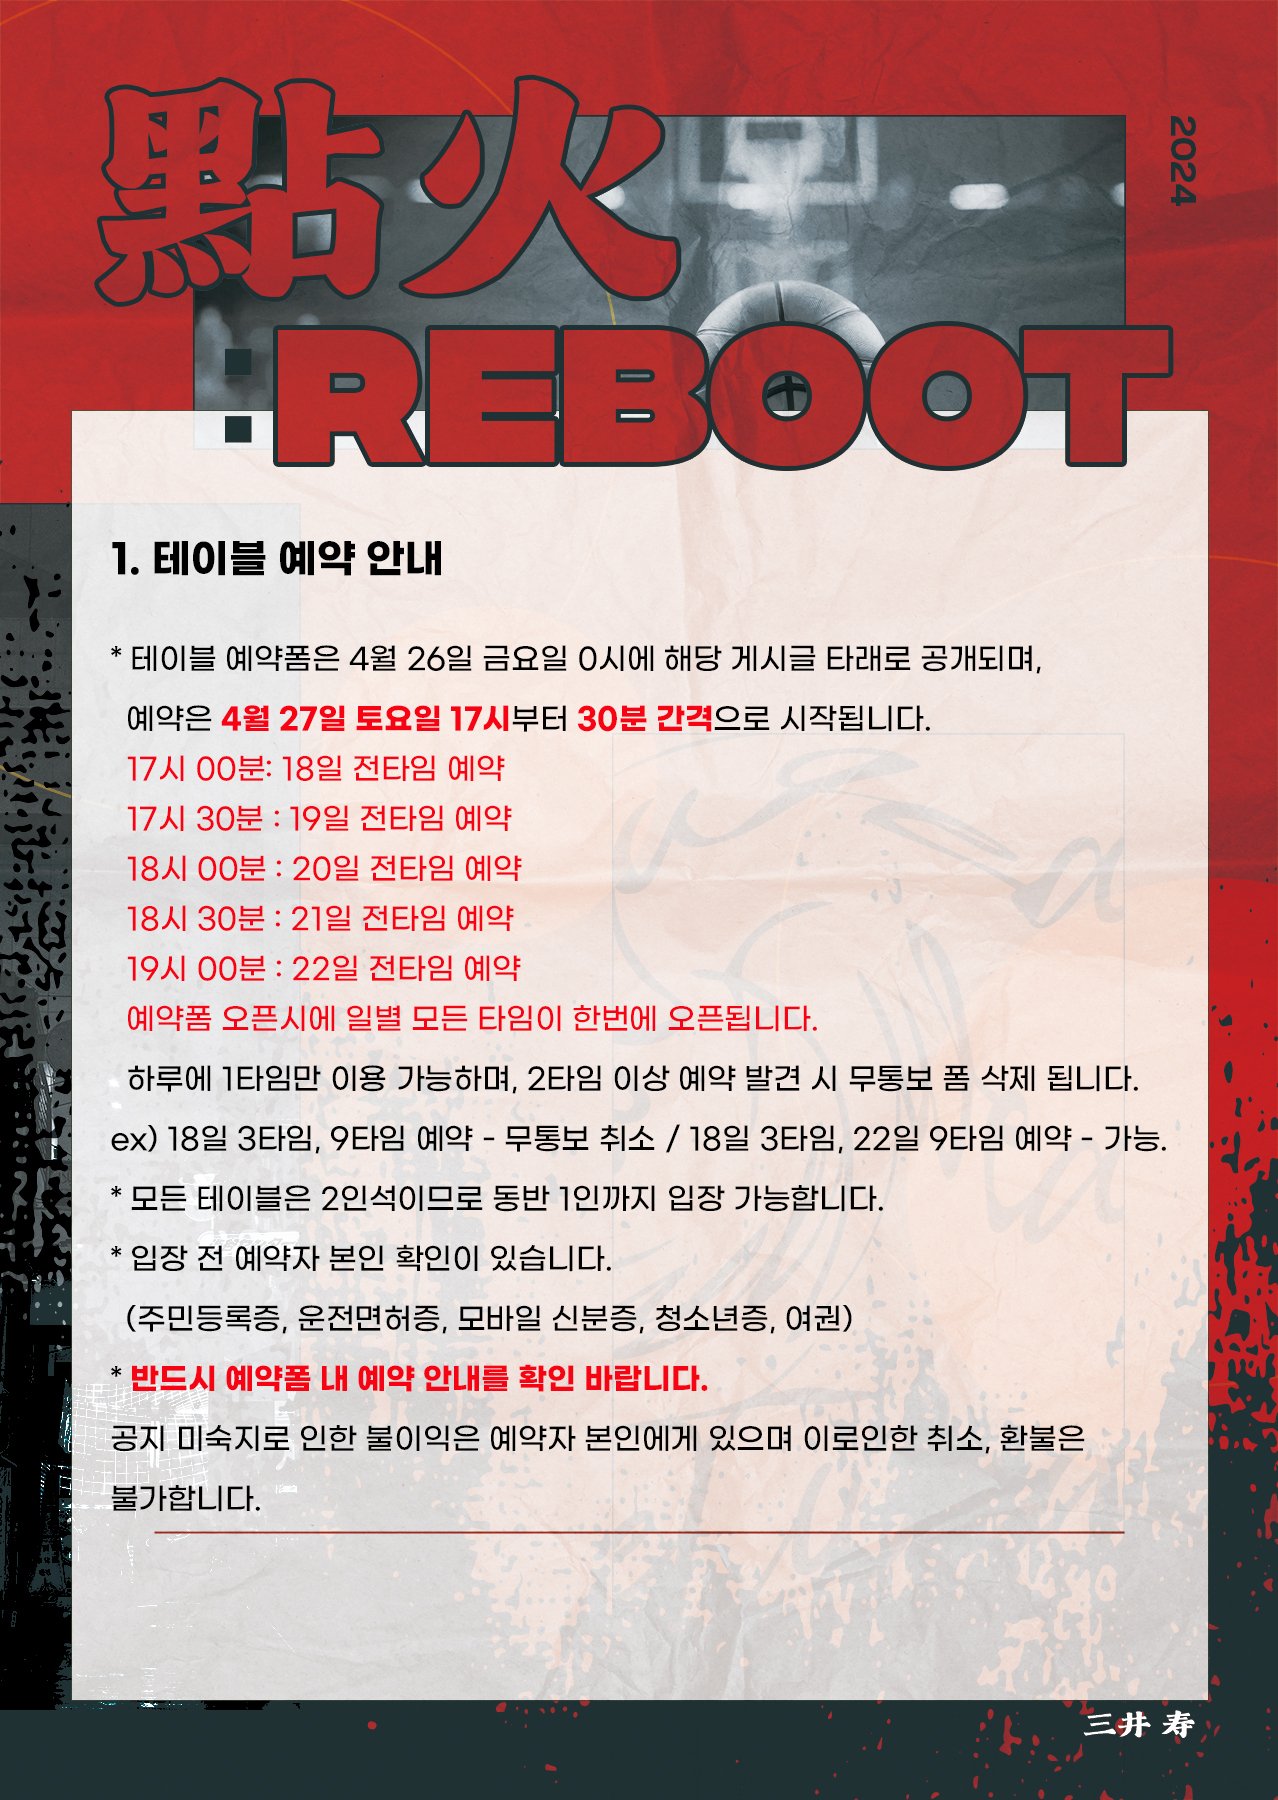 點火
2024
:REBOOT
1. 테이블 예약 안내
* 테이블 예약폼은 4월 26일 금요일 0시에 해당 게시글 타래로 공개되며,
예약은 4월 27일 토요일 17시부터 30분 간격으로 시작됩니다.
17시 00분: 18일 전타임 예약
17시 30분 : 19일 전타임 예약
18시 00분 : 20일 전타임 예약
18시 30분 : 21일 전타임 예약
19시 00분 : 22일 전타임 예약
예약폼 오픈시에 일별 모든 타임이 한번에 오픈됩니다.
하루에 1타임만 이용 가능하며, 2타임 이상 예약 발견 시 무통보 폼 삭제 됩니다.
ex) 18일 3타임, 9타임 예약 - 무통보 취소 / 18일 3타임, 22일 9타임 예약 - 가능.
* 모든 테이블은 2인석이므로 동반 1인까지 입장 가능합니다.
* 입장 전 예약자 본인 확인이 있습니다.
(주민등록증, 운전면허증, 모바일 신분증, 청소년증, 여권)
* 반드시 예약폼 내 예약 안내를 확인 바랍니다.
공지 미숙지로 인한 불이익은 예약자 본인에게 있으며 이로인한 취소, 환불은
불가합니다.
三井 寿